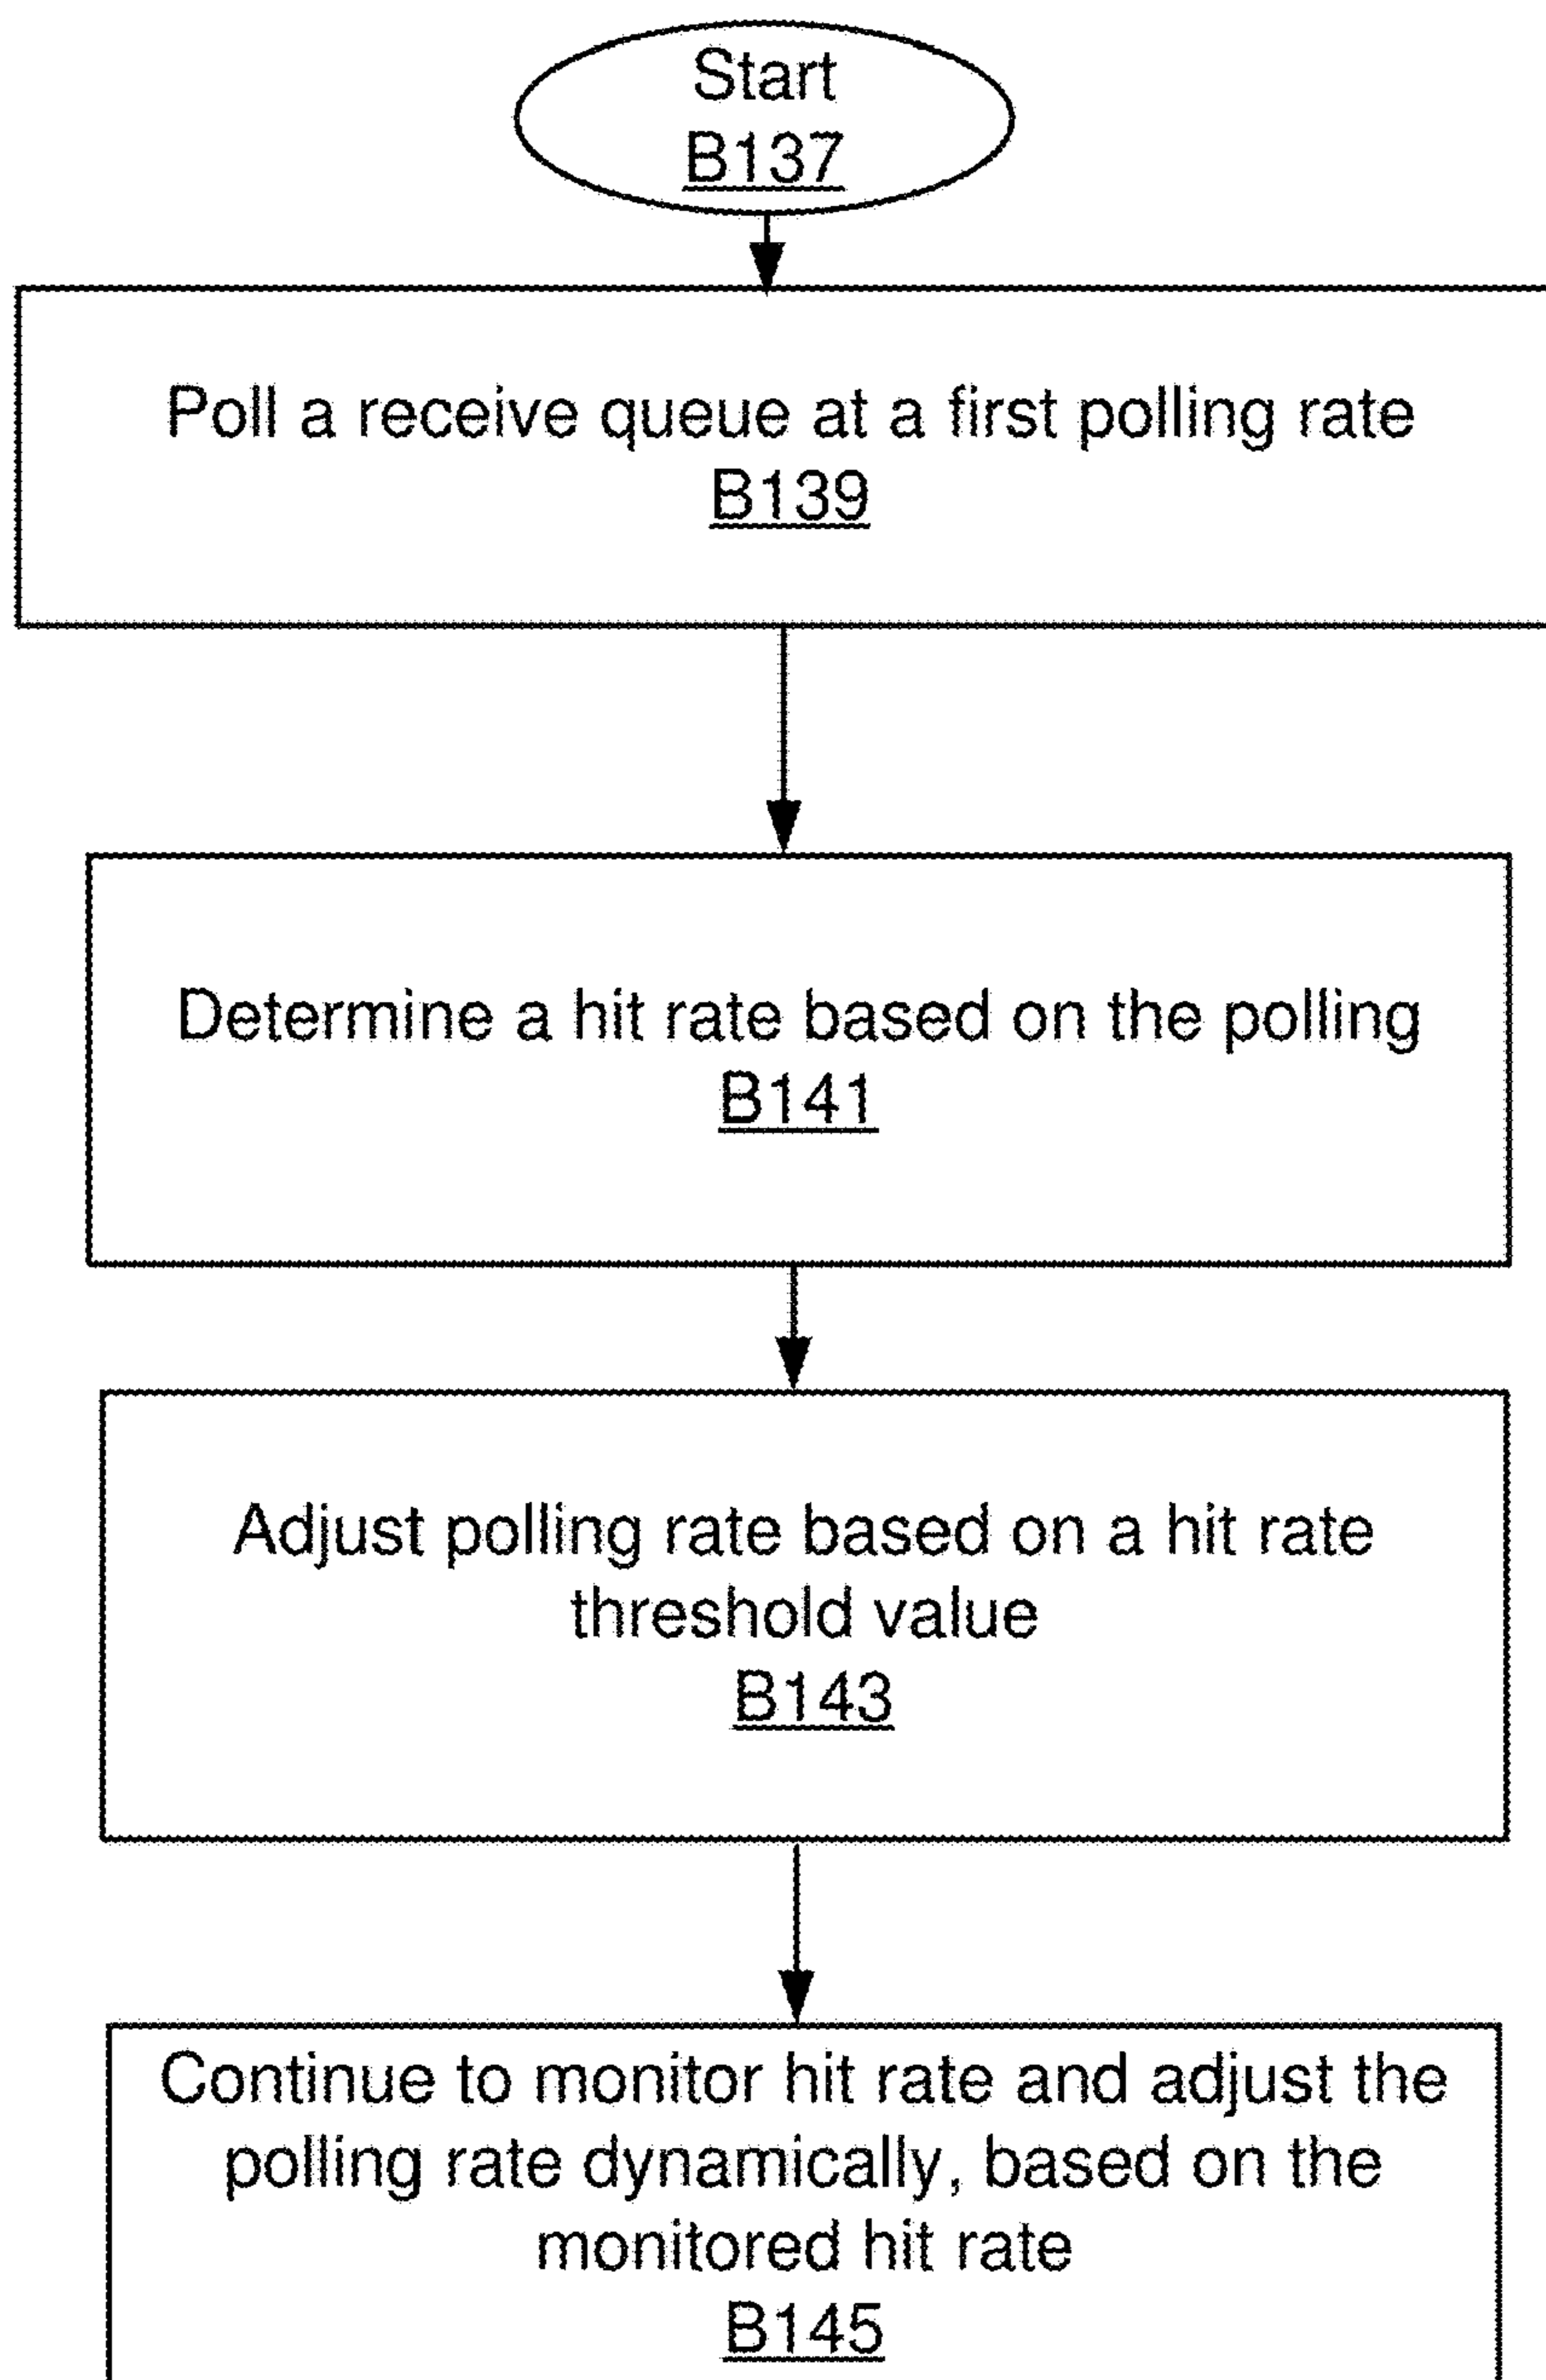 Start
B137
Poll a receive queue at a first polling rate
B139
Determine a hit rate based on the polling
B141
Adjust polling rate based on a hit rate
threshold value
B143
Continue to monitor hit rate and adjust the
polling rate dynamically, based on the
monitored hit rate
B145